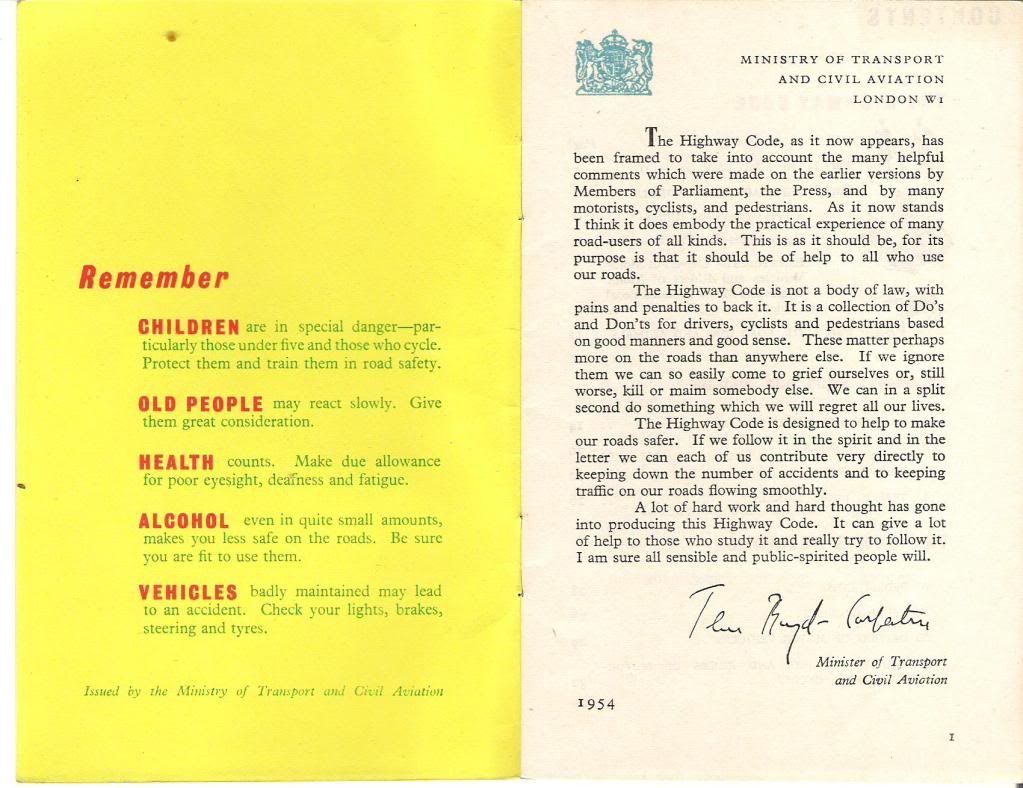 Remember
CHILDREN are in special danger—par-
ticularly those under five and those who cycle.
Protect them and train them in road safety.
OLD PEOPLE may react slowly. Give
them great consideration.
HEALTH counts. Make due allowance
for poor eyesight, deafness and fatigue.
ALCOHOL even in quite small amounts,
makes you less safe on the roads. Be sure
you are fit to use them.
VEHICLES badly maintained may lead
to an accident. Check your lights, brakes,
steering and tyres.
Issued by the Ministry of Transport and Civil Aviation
MINISTRY OF TRANSPORT
AND CIVIL AVIATION
LONDON W1
The Highway Code, as it now appears, has
been framed to take into account the many helpful
comments which were made on the earlier versions by
Members of Parliament, the Press, and by many
motorists, cyclists, and pedestrians. As it now stands
I think it does embody the practical experience of many
road-users of all kinds. This is as it should be, for its
purpose is that it should be of help to all who use
our roads.
The Highway Code is not a body of law, with
pains and penalties to back it. It is a collection of Do's
and Don'ts for drivers, cyclists and pedestrians based
on good manners and good sense. These matter perhaps
more on the roads than anywhere else. If we ignore
them we can so easily come to grief ourselves or, still
worse, kill or maim somebody else. We can in a split
second do something which we will regret all our lives.
The Highway Code is designed to help to make
our roads safer. If we follow it in the spirit and in the
letter we can each of us contribute very directly to
keeping down the number of accidents and to keeping
traffic on our roads flowing smoothly.
A lot of hard work and hard thought has gone
into producing this Highway Code. It can give a lot
of help to those who study it and really try to follow it.
I am sure all sensible and public-spirited people will.
Boyd-Carpenter
Minister of Transport
and Civil Aviation
1954
1